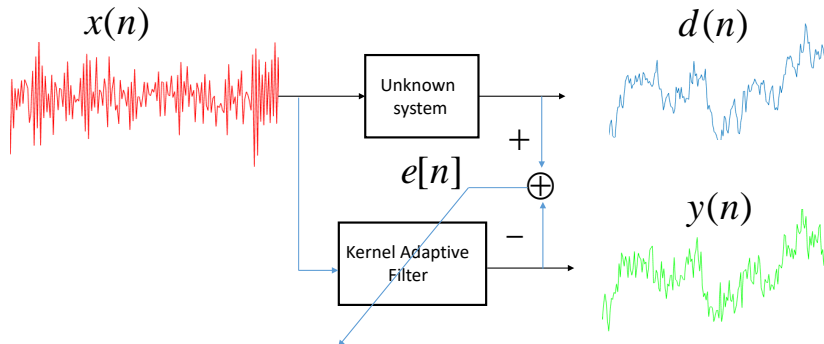 x(n)
d(n)
Unknown
system
+
e[n]
+
y(n)
−
Kernel Adaptive
Filter